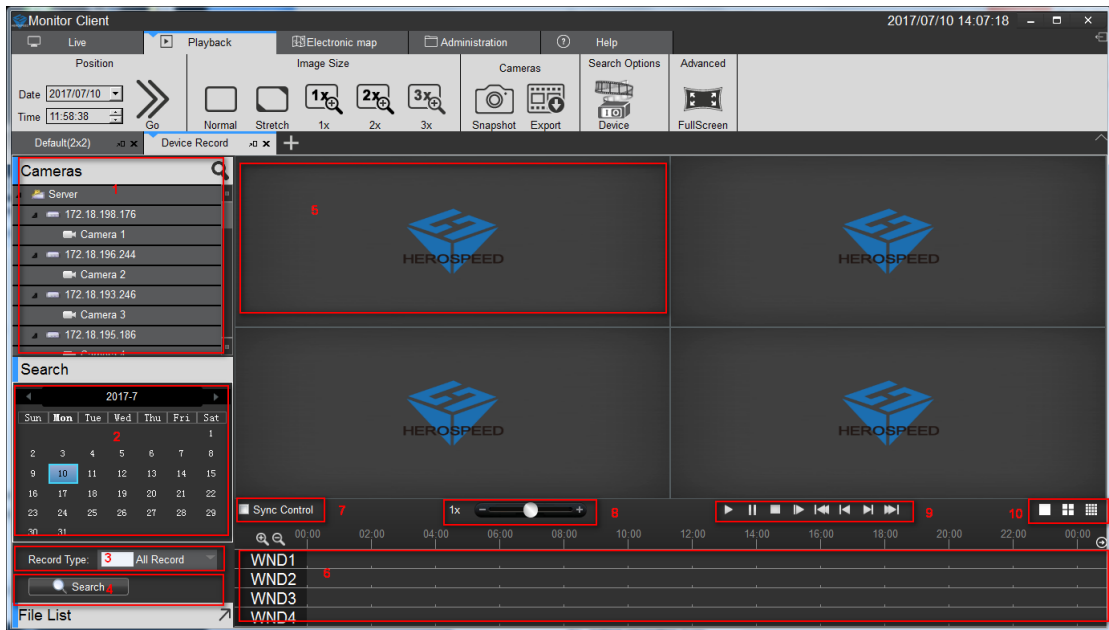 Monitor Client 2017/07/10 14:07:18
Live Playback Electronic map Administration Help
Position Image Size Cameras Search Options Advanced
Date 2017/07/10
Time 11:58:38
Go Normal Stretch 1x 2x 3x Snapshot Export Device FullScreen
1x 2x 3x
Default(2x2) Device Record
Cameras
1
Server
172.18.198.176
Camera 1
172.18.196.244
Camera 2
172.18.193.246
Camera 3
172.18.195.186
5
HEROSPEED
HEROSPEED
HEROSPEED
HEROSPEED
Search
2017-7
Sun Mon Tue Wed Thu Fri Sat
1
2 3 4 5 6 7 8
9 10 11 12 13 14 15
16 17 18 19 20 21 22
23 24 25 26 27 28 29
30 31
2
Record Type: 3 All Record
Search 4
File List
Sync Control 7 1x 8 9 10
00:00 02:00 04:00 06:00 08:00 10:00 12:00 14:00 16:00 18:00 20:00 22:00 00:00
WND1
WND2 6
WND3
WND4